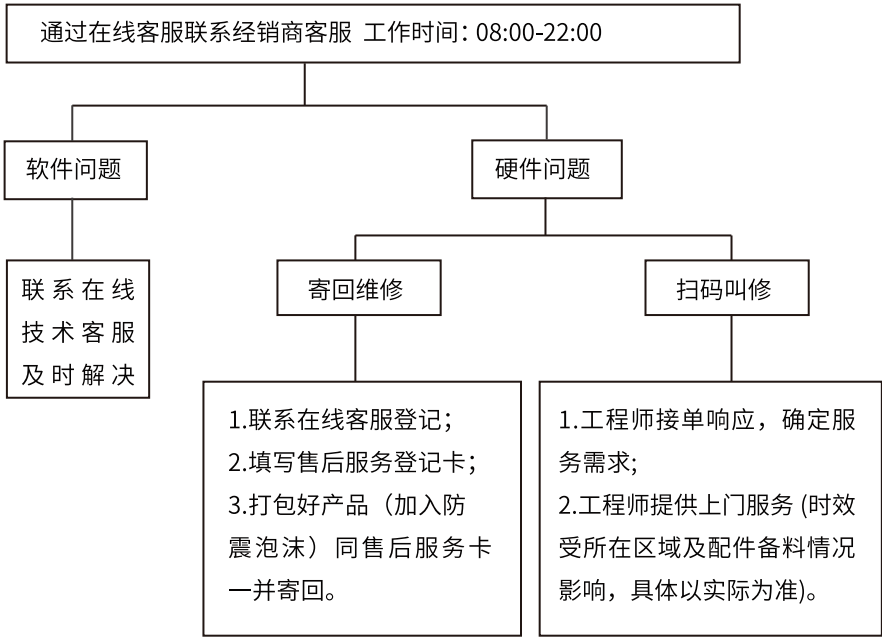 通过在线客服联系经销商客服 工作时间：08:00-22:00
软件问题
硬件问题
联系在线
技术客服
及时解决
寄回维修
扫码叫修
1.联系在线客服登记；
2.填写售后服务登记卡；
3.打包好产品（加入防
震泡沫）同售后服务卡
一并寄回。
1.工程师接单响应，确定服
务需求;
2.工程师提供上门服务 (时效
受所在区域及配件备料情况
影响，具体以实际为准)。